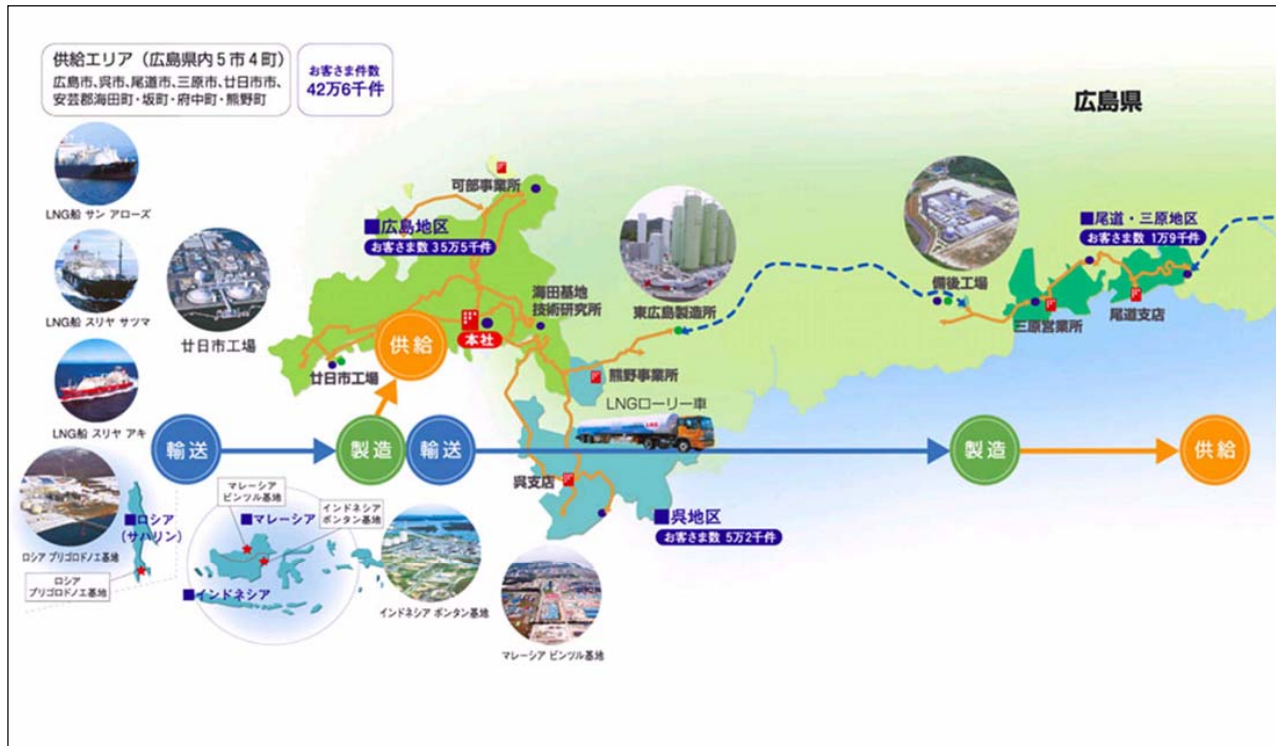 供給エリア（広島県内5市4町）
広島市、呉市、尾道市、三原市、廿日市市、
安芸郡海田町・坂町・府中町・熊野町
お客さま件数
42万6千件
広島県
LNG船 サン アローズ
LNG船 スリヤ サツマ
LNG船 スリヤ アキ
廿日市工場
可部事業所
■広島地区
お客さま数 35万5千件
海田基地
技術研究所
本社
廿日市工場
供給
東広島製造所
熊野事業所
LNGローリー車
LNG
備後工場
■尾道・三原地区
お客さま数 1万9千件
三原営業所
尾道支店
輸送
製造
輸送
製造
供給
呉支店
■呉地区
お客さま数 5万2千件
ロシア プリゴロドノエ基地
■ロシア
（サハリン）
ロシア
プリゴロドノエ基地
マレーシア
ビンツル基地
■マレーシア
インドネシア
ボンタン基地
■インドネシア
インドネシア ボンタン基地
マレーシア ビンツル基地